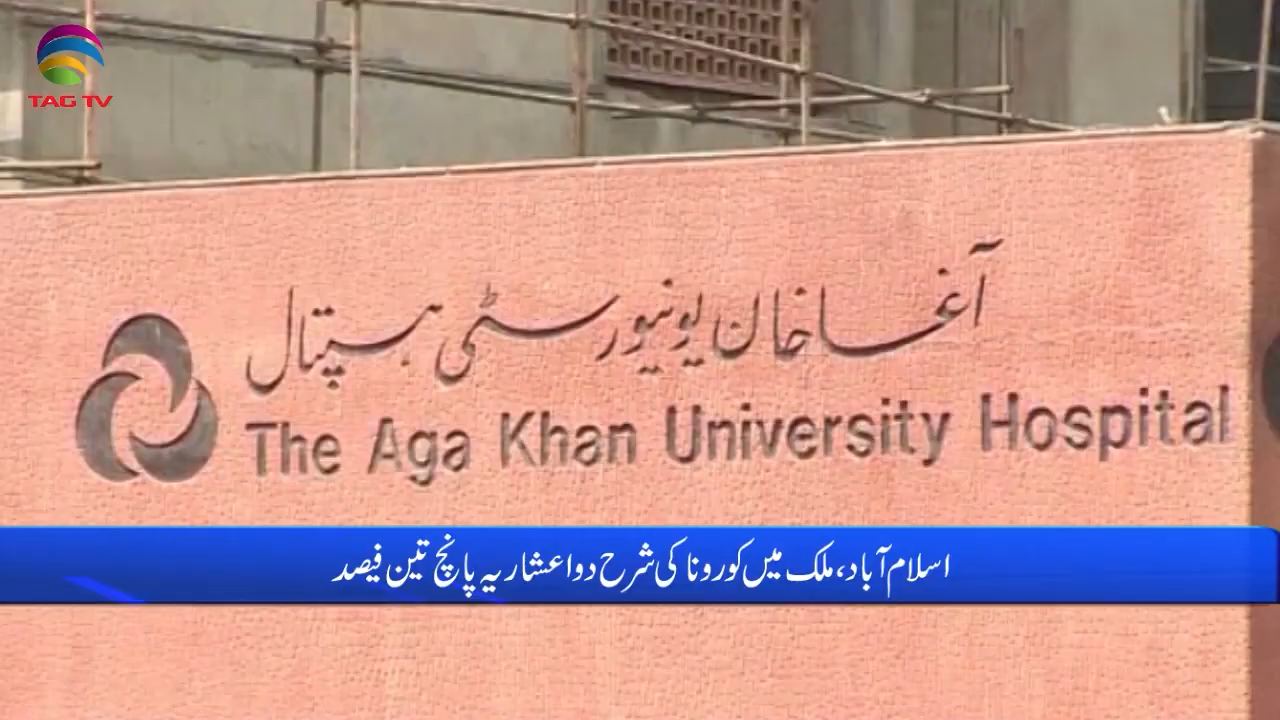 TAG TV
آغا خان یونیورسٹی ہسپتال
The Aga Khan University Hospital
اسلام آباد، ملک میں کورونا کی شرح دو اعشاریہ پانچ تین فیصد